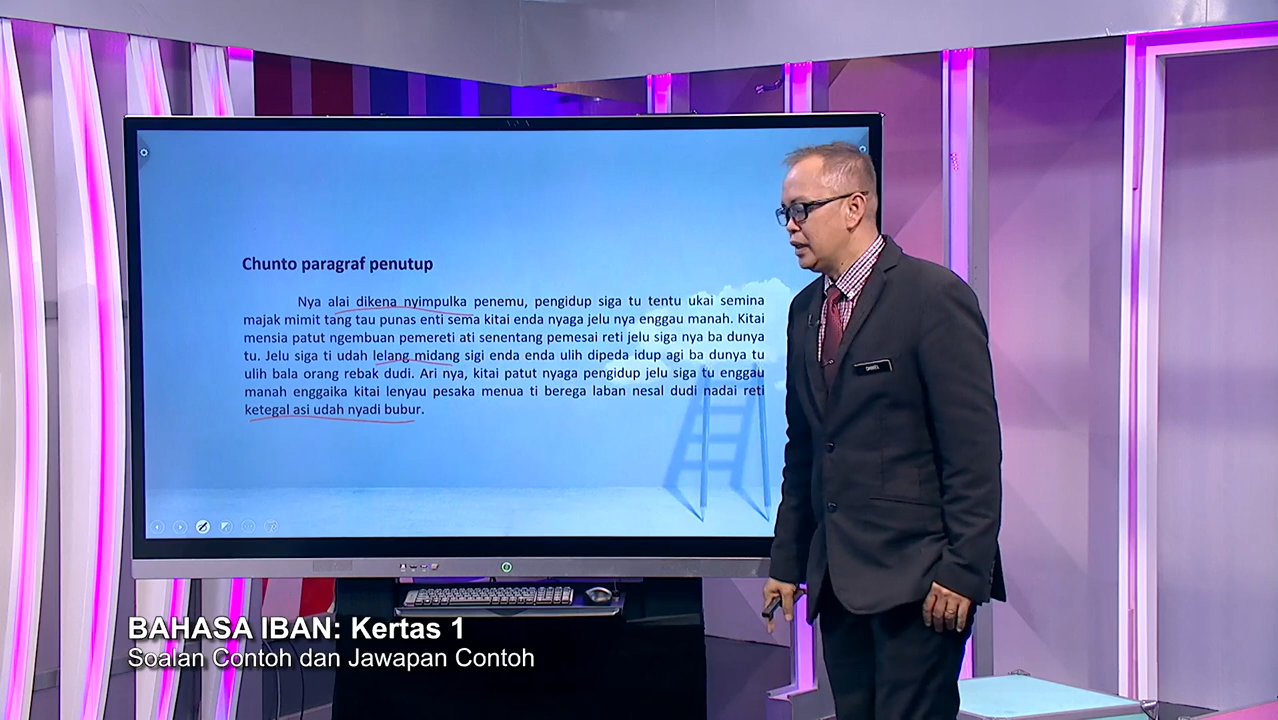 Chunto paragraf penutup
Nya alai dikena nyimpulka penemu, pengidup siga tu tentu ukai semina
majak mimit tang tau punas enti sema kitai enda nyaga jelu nya enggau manah. Kitai
mensia patut ngembuan pemereti ati senentang pemesai reti jelu siga nya ba dunya
tu. Jelu siga ti udah lelang midang sigi enda enda ulih dipeda idup agi ba dunya tu
ulih bala orang rebak dudi. Ari nya, kitai patut nyaga pengidup jelu siga tu enggau
manah enggaika kitai lenyau pesaka menua ti berega laban nesal dudi nadai reti
ketegal asi udah nyadi bubur.
DANIEL
BAHASA IBAN: Kertas 1
Soalan Contoh dan Jawapan Contoh